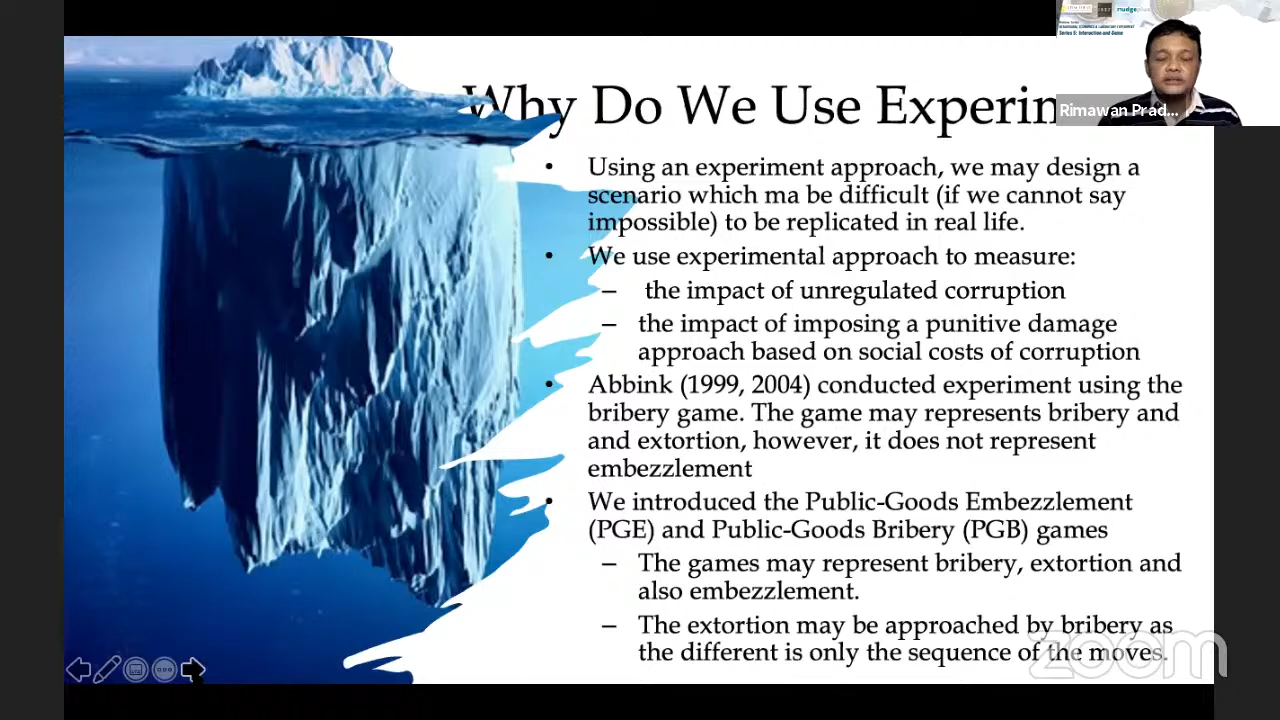 nudge
Series 5: Interaction and Game
Why Do We Use Experim
Rimawan Prad...
• Using an experiment approach, we may design a
scenario which ma be difficult (if we cannot say
impossible) to be replicated in real life.
• We use experimental approach to measure:
– the impact of unregulated corruption
– the impact of imposing a punitive damage
approach based on social costs of corruption
• Abbink (1999, 2004) conducted experiment using the
bribery game. The game may represents bribery and
and extortion, however, it does not represent
embezzlement
• We introduced the Public-Goods Embezzlement
(PGE) and Public-Goods Bribery (PGB) games
– The games may represent bribery, extortion and
also embezzlement.
– The extortion may be approached by bribery as
the different is only the sequence of the moves.
zoom